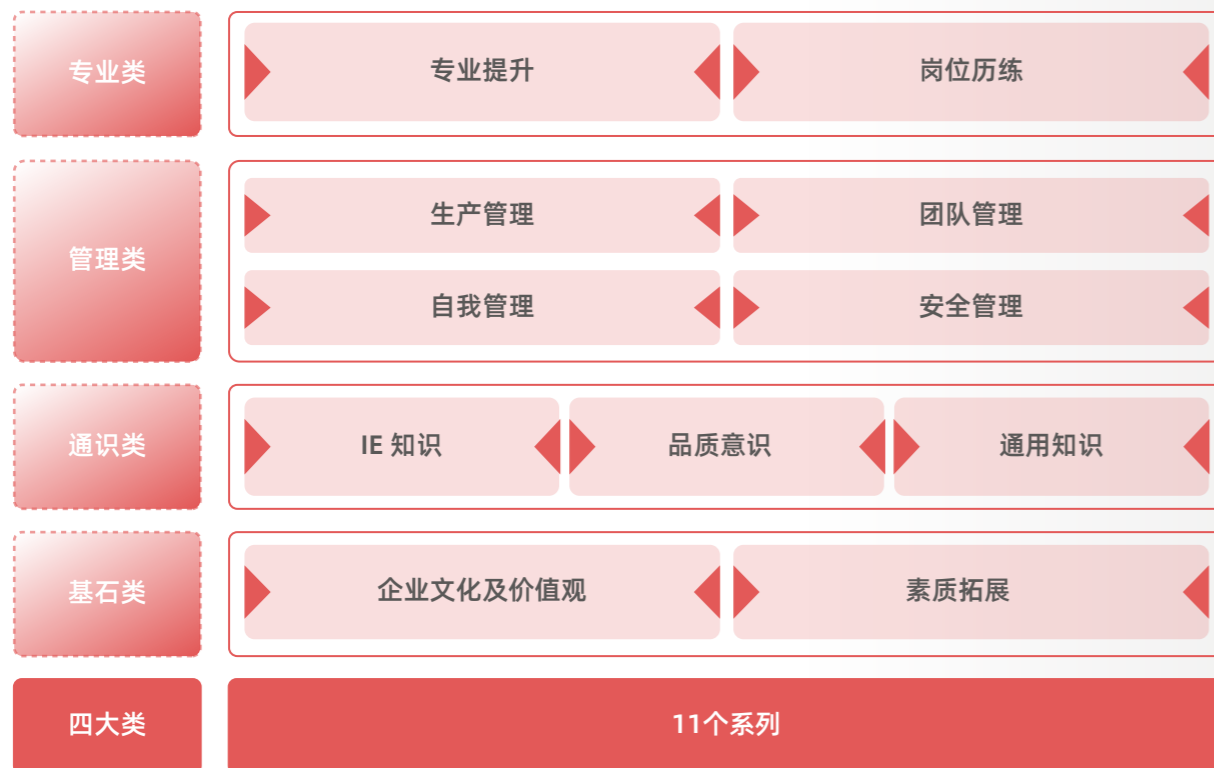 专业类
专业提升
岗位历练
管理类
生产管理
团队管理
自我管理
安全管理
通识类
IE 知识
品质意识
通用知识
基石类
企业文化及价值观
素质拓展
四大类
11个系列